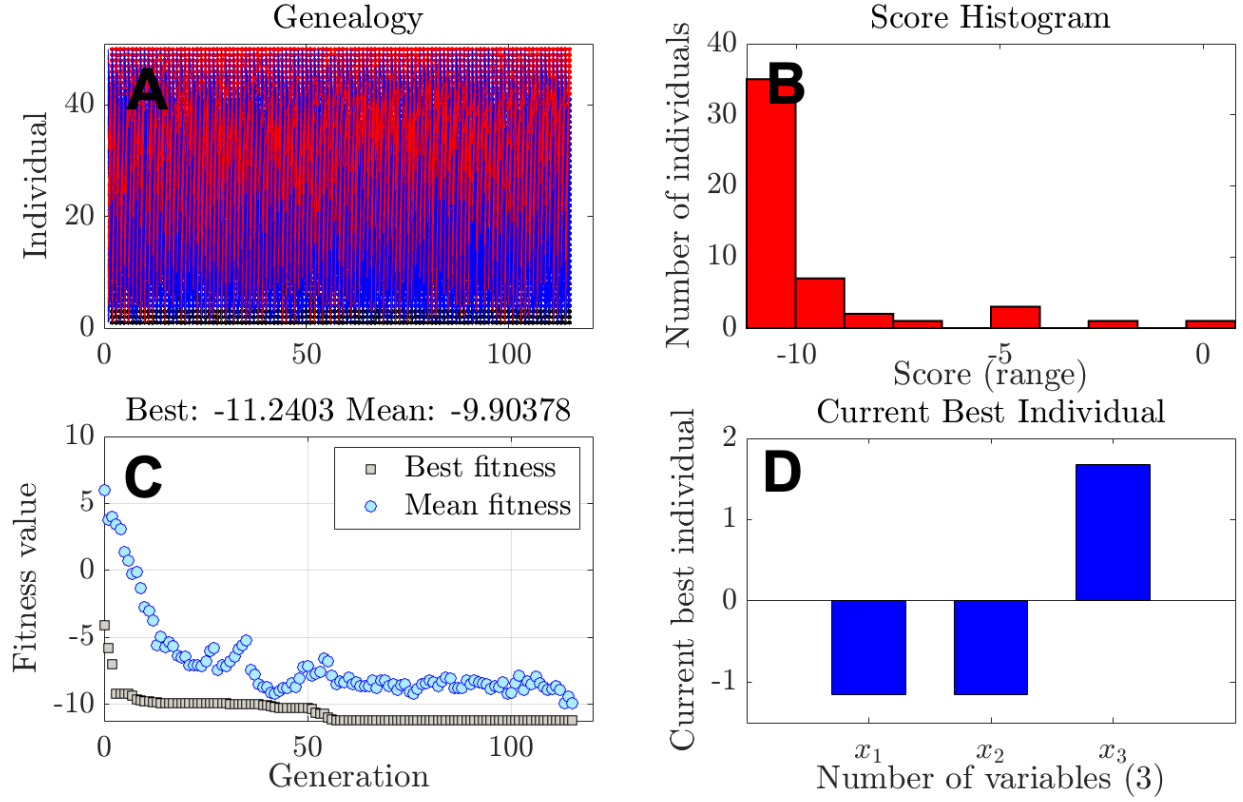 Genealogy
A
Individual
40
20
0
0 50 100
Score Histogram
B
Number of individuals
40
30
20
10
0
-10 -5 0
Score (range)
Best: -11.2403 Mean: -9.90378
C
Fitness value
10
5
0
-5
-10
Best fitness
Mean fitness
0 50 100
Generation
Current Best Individual
D
Current best individual
2
1
0
-1
x₁ x₂ x₃
Number of variables (3)